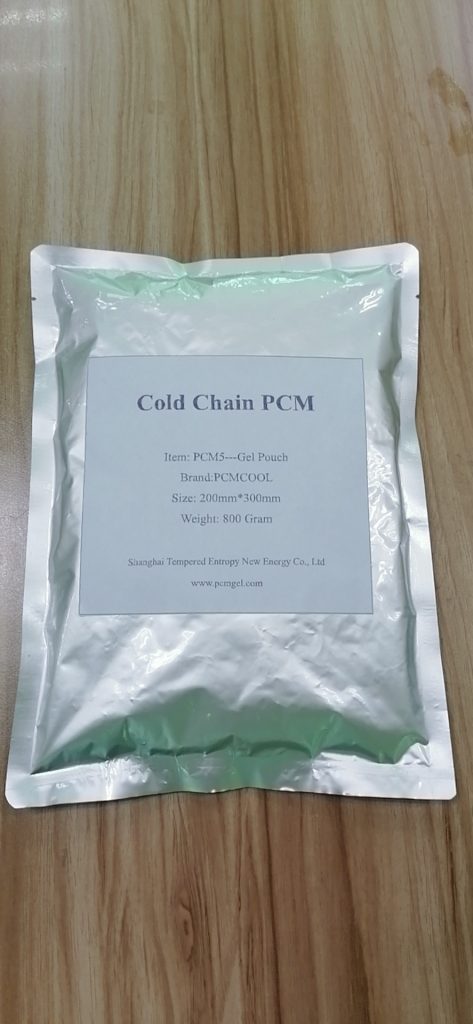 Cold Chain PCM
Item: PCM5---Gel Pouch
Brand:PCMCOOL
Size: 200mm*300mm
Weight: 800 Gram
Shanghai Tempered Entropy New Energy Co., Ltd
www.pcmgel.com